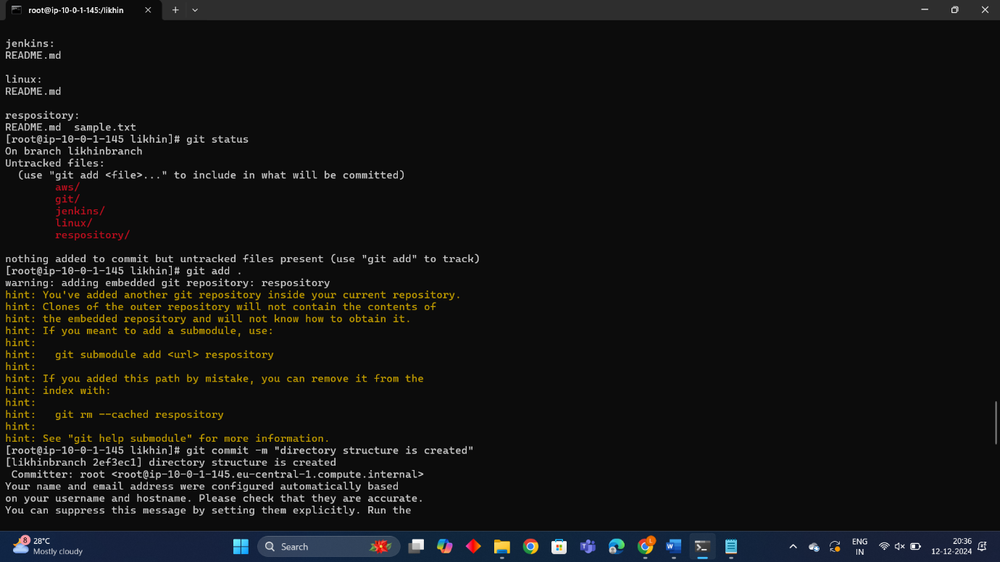 root@ip-10-0-1-145:/likhin
jenkins:
README.md
linux:
README.md
respository:
README.md  sample.txt
[root@ip-10-0-1-145 likhin]# git status
On branch likhinbranch
Untracked files:
  (use "git add <file>..." to include in what will be committed)
        aws/
        git/
        jenkins/
        linux/
        respository/
nothing added to commit but untracked files present (use "git add" to track)
[root@ip-10-0-1-145 likhin]# git add .
warning: adding embedded git repository: respository
hint: You've added another git repository inside your current repository.
hint: Clones of the outer repository will not contain the contents of
hint: the embedded repository and will not know how to obtain it.
hint: If you meant to add a submodule, use:
hint:
hint:   git submodule add <url> respository
hint:
hint: If you added this path by mistake, you can remove it from the
hint: index with:
hint:
hint:   git rm --cached respository
hint:
hint: See "git help submodule" for more information.
[root@ip-10-0-1-145 likhin]# git commit -m "directory structure is created"
[likhinbranch 2ef3ec1] directory structure is created
 Committer: root <root@ip-10-0-1-145.eu-central-1.compute.internal>
Your name and email address were configured automatically based
on your username and hostname. Please check that they are accurate.
You can suppress this message by setting them explicitly. Run the
8
28°C
Mostly cloudy
Search
L
W
ENG
IN
20:36
12-12-2024